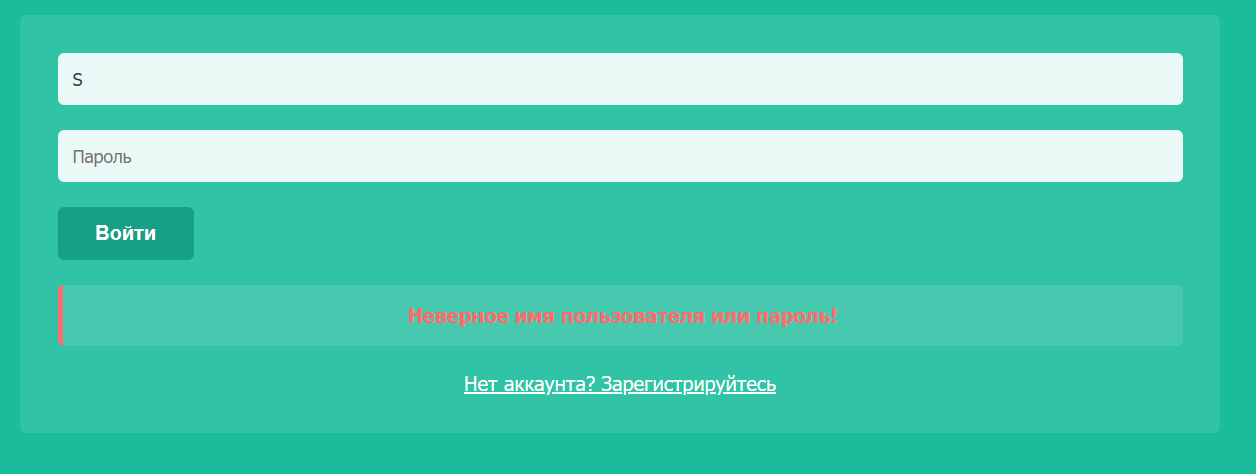 S
Пароль
Войти
Неверное имя пользователя или пароль!
Нет аккаунта? Зарегистрируйтесь